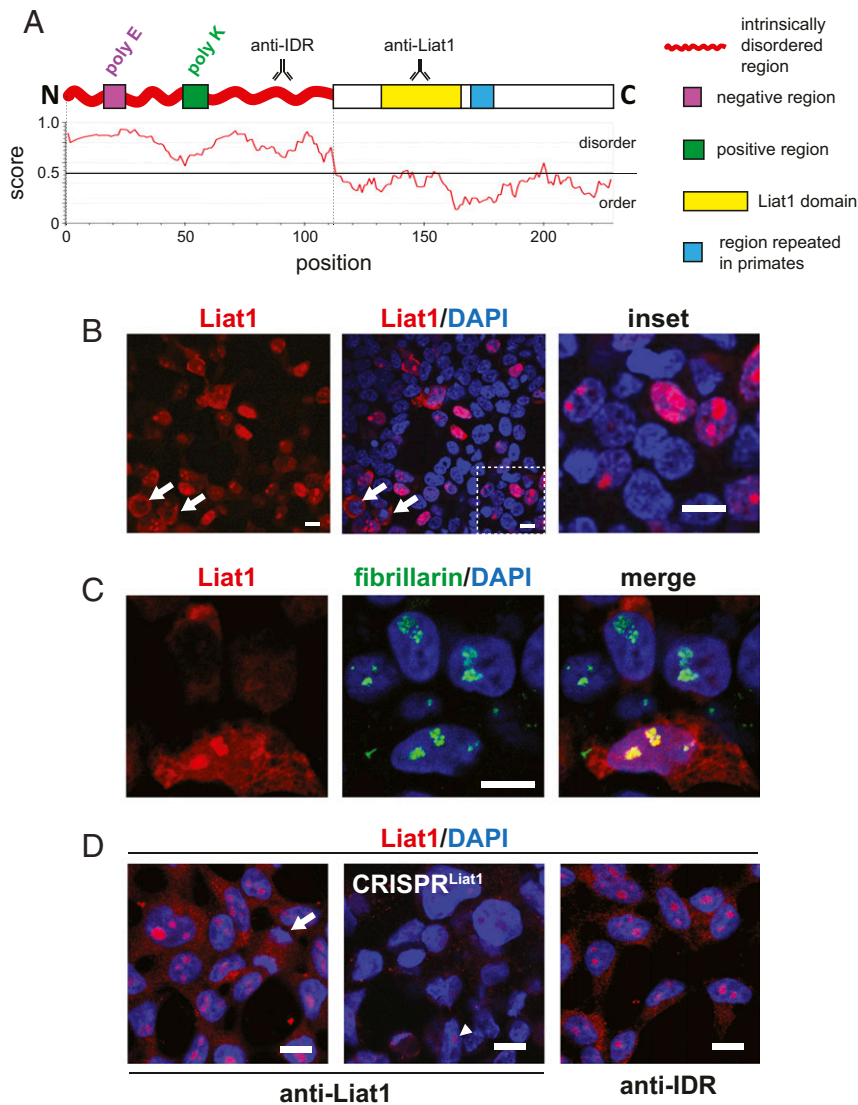 A
poly E
poly K
anti-IDR
anti-Liat1
N
C
1.0
0.5
0
score
disorder
order
0
50
100
150
200
position
intrinsically
disordered
region
negative region
positive region
Liat1 domain
region repeated
in primates
B
Liat1
Liat1/DAPI
inset
C
Liat1
fibrillarin/DAPI
merge
D
Liat1/DAPI
CRISPR^Liat1
anti-Liat1
anti-IDR